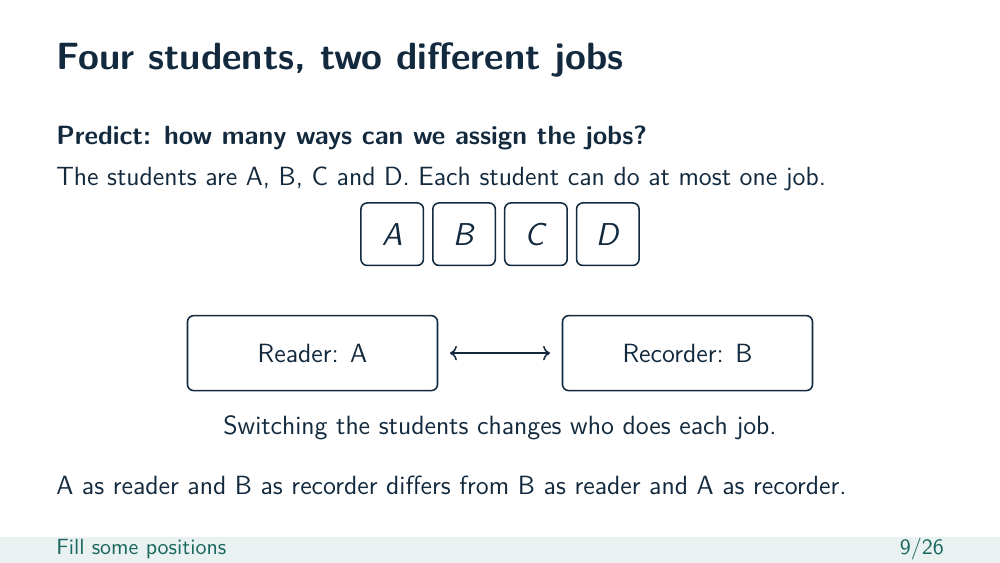 Four students, two different jobs
Predict: how many ways can we assign the jobs?
The students are A, B, C and D. Each student can do at most one job.
A B C D
Reader: A
Recorder: B
Switching the students changes who does each job.
A as reader and B as recorder differs from B as reader and A as recorder.
Fill some positions
9/26